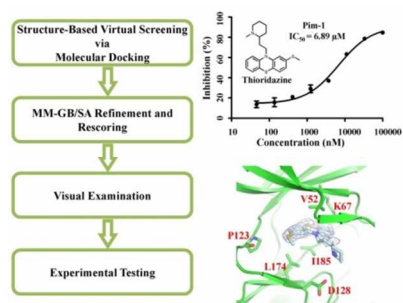 Structure-Based Virtual Screening
via
Molecular Docking
MM-GB/SA Refinement and
Rescoring
Visual Examination
Experimental Testing
Inhibition (%)
100
80
60
40
20
0
Pim-1
IC50 = 6.89 μM
Thioridazine
10 100 1000 10000 100000
Concentration (nM)
V52
K67
P123
I185
L174
D128